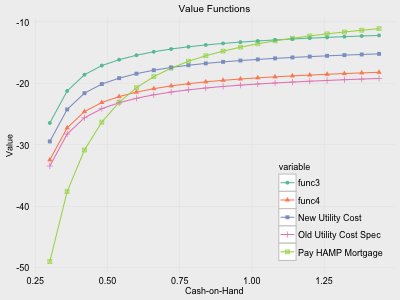 Value Functions
-10
-20
-30
-40
-50
Value
0.25
0.50
0.75
1.00
1.25
Cash-on-Hand
variable
func3
func4
New Utility Cost
Old Utility Cost Spec
Pay HAMP Mortgage